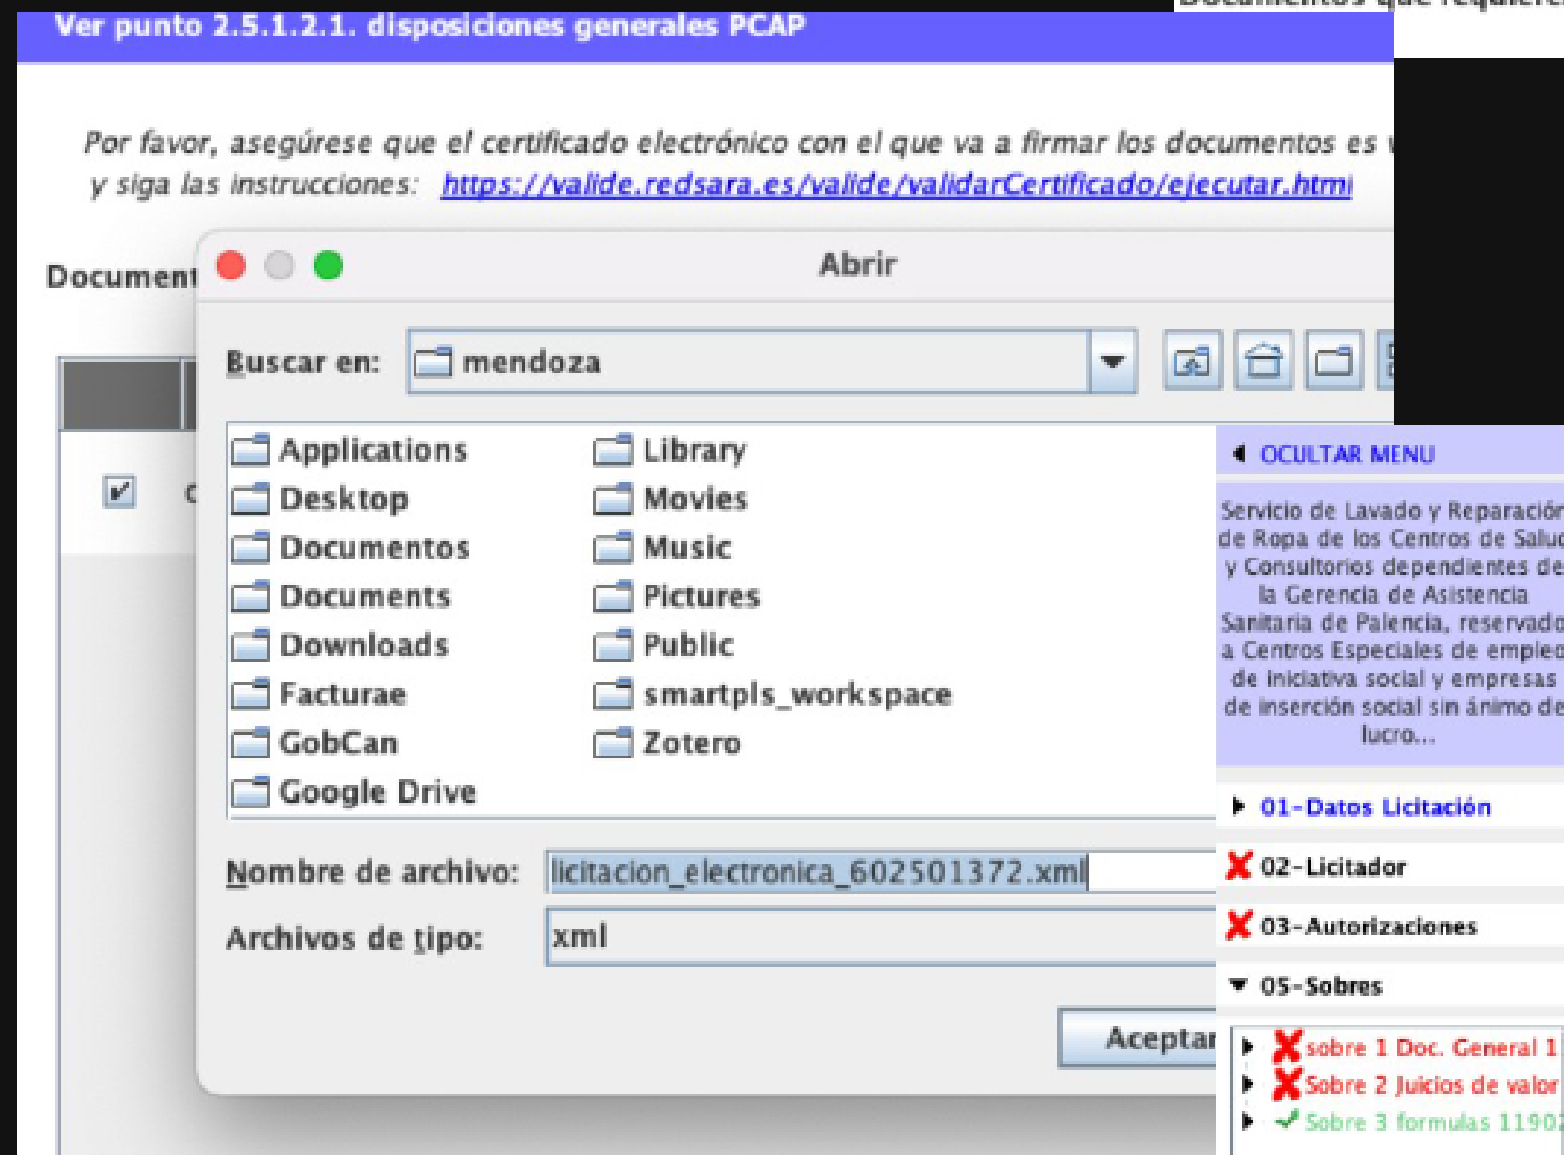 Documentos que requiere
Ver punto 2.5.1.2.1. disposiciones generales PCAP
Por favor, asegúrese que el certificado electrónico con el que va a firmar los documentos es
y siga las instrucciones: https://valide.redsara.es/valide/validarCertificado/ejecutar.html
Document
Abrir
Buscar en: mendoza
Applications
Desktop
Documentos
Documents
Downloads
Facturae
GobCan
Google Drive
Library
Movies
Music
Pictures
Public
smartpls_workspace
Zotero
Nombre de archivo: licitacion_electronica_602501372.xml
Archivos de tipo: xml
Aceptar
OCULTAR MENU
Servicio de Lavado y Reparación
de Ropa de los Centros de Salud
y Consultorios dependientes de
la Gerencia de Asistencia
Sanitaria de Palencia, reservado
a Centros Especiales de empleo
de iniciativa social y empresas
de inserción social sin ánimo de
lucro...
01-Datos Licitación
02-Licitador
03-Autorizaciones
05-Sobres
sobre 1 Doc. General 1
Sobre 2 Juicios de valor
Sobre 3 formulas 11902